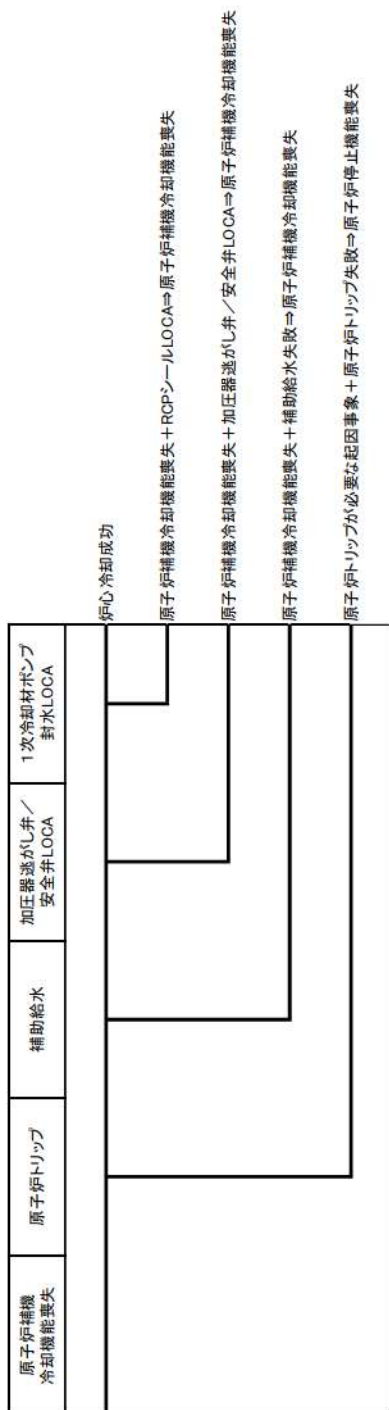 原子炉補機
冷却機能喪失
原子炉トリップ
補助給水
加圧器逃がし弁／
安全弁LOCA
1次冷却材ポンプ
封水LOCA
炉心冷却成功
原子炉補機冷却機能喪失＋RCPシールLOCA⇒原子炉補機冷却機能喪失
原子炉補機冷却機能喪失＋加圧器逃がし弁／安全弁LOCA⇒原子炉補機冷却機能喪失
原子炉補機冷却機能喪失＋補助給水失敗⇒原子炉補機冷却機能喪失
原子炉トリップが必要な起因事象＋原子炉トリップ失敗⇒原子炉停止機能喪失